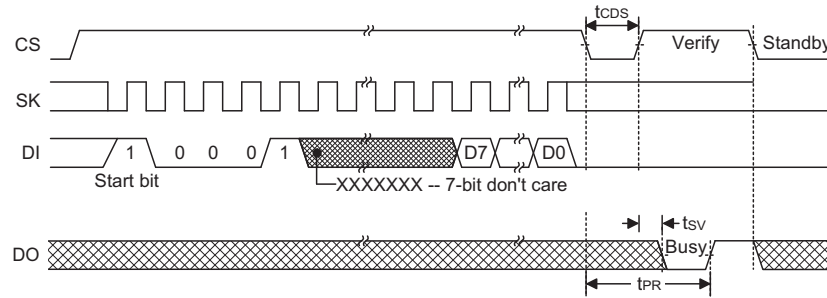 tCDS
CS
Verify
Standby
SK
DI
1
0
0
0
1
D7
D0
Start bit
XXXXXXX -- 7-bit don't care
tSV
DO
Busy
tPR